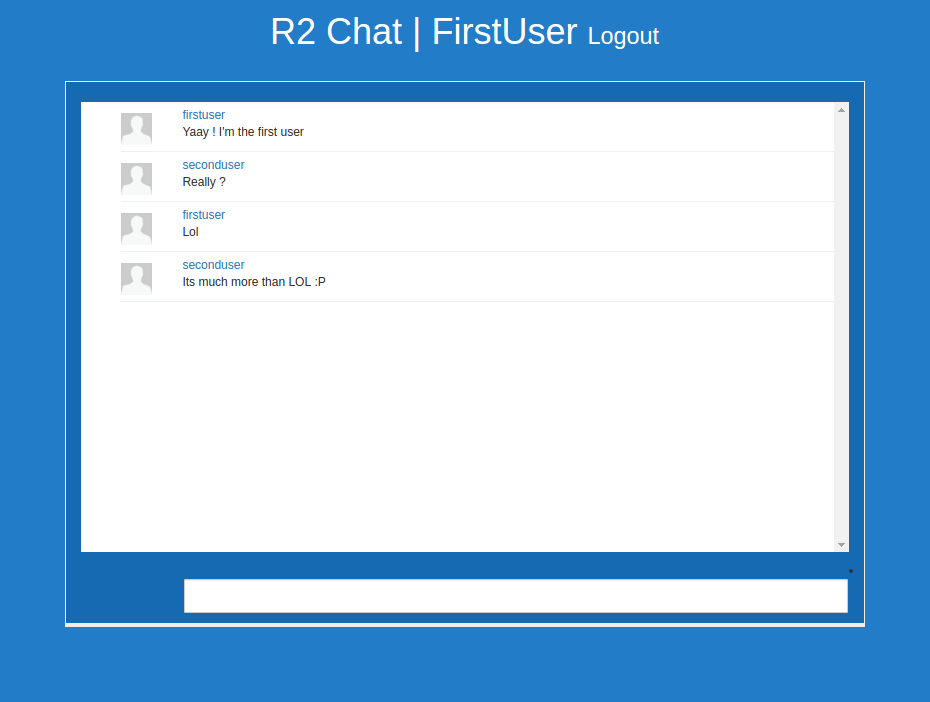 R2 Chat | FirstUser Logout
firstuser
Yaay ! I'm the first user
seconduser
Really ?
firstuser
Lol
seconduser
Its much more than LOL :P